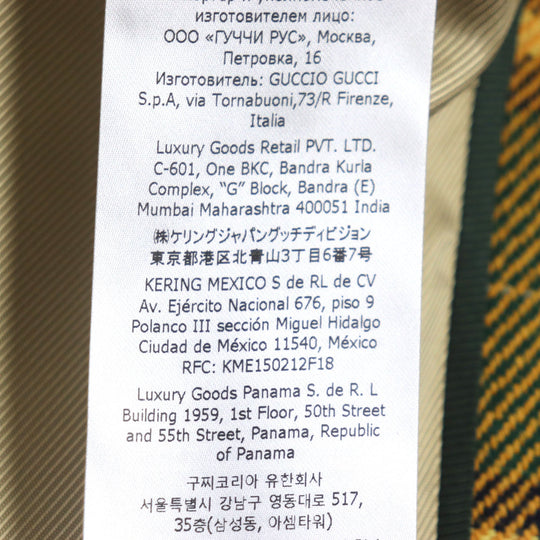 изготовителем лицо:
ООО «ГУЧЧИ РУС», Москва,
Петровка, 16
Изготовитель: GUCCIO GUCCI
S.p.A, via Tornabuoni,73/R Firenze,
Italia
Luxury Goods Retail PVT. LTD.
C-601, One BKC, Bandra Kurla
Complex, "G" Block, Bandra (E)
Mumbai Maharashtra 400051 India
㈱ケリングジャパングッチディビジョン
東京都港区北青山3丁目6番7号
KERING MEXICO S de RL de CV
Av. Ejército Nacional 676, piso 9
Polanco III sección Miguel Hidalgo
Ciudad de México 11540, México
RFC: KME150212F18
Luxury Goods Panama S. de R. L
Building 1959, 1st Floor, 50th Street
and 55th Street, Panama, Republic
of Panama
구찌코리아 유한회사
서울특별시 강남구 영동대로 517,
35층(삼성동, 아셈타워)